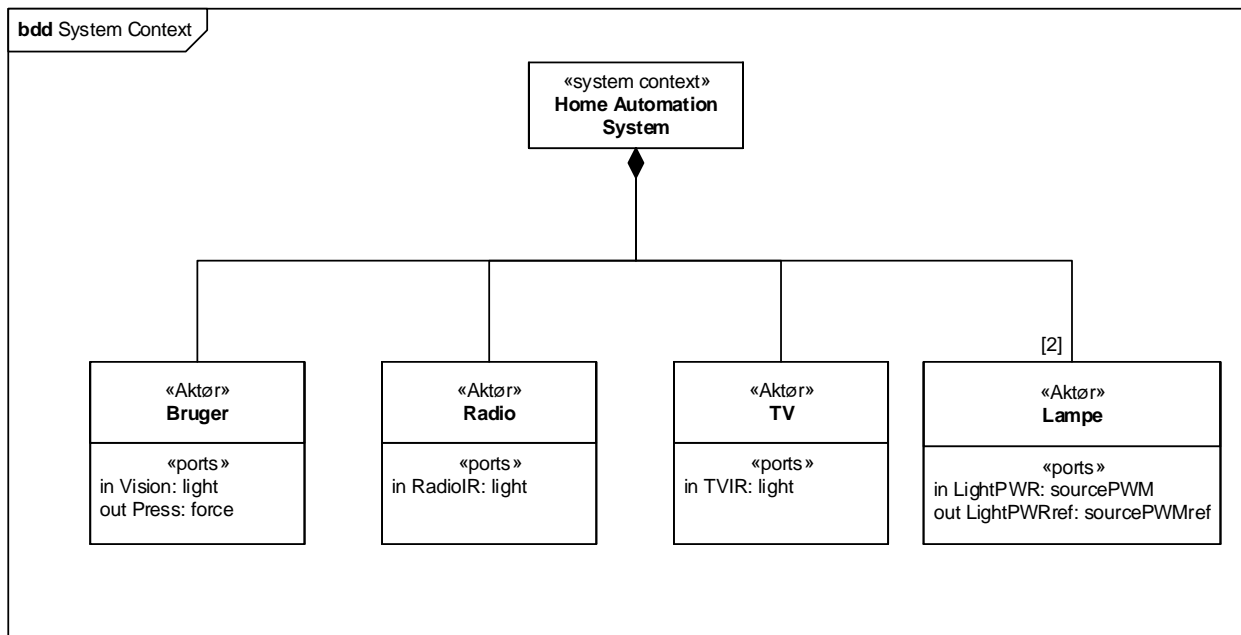 bdd System Context
«system context»
Home Automation
System
[2]
«Aktør»
Bruger
«ports»
in Vision: light
out Press: force
«Aktør»
Radio
«ports»
in RadioIR: light
«Aktør»
TV
«ports»
in TVIR: light
«Aktør»
Lampe
«ports»
in LightPWR: sourcePWM
out LightPWRref: sourcePWMref